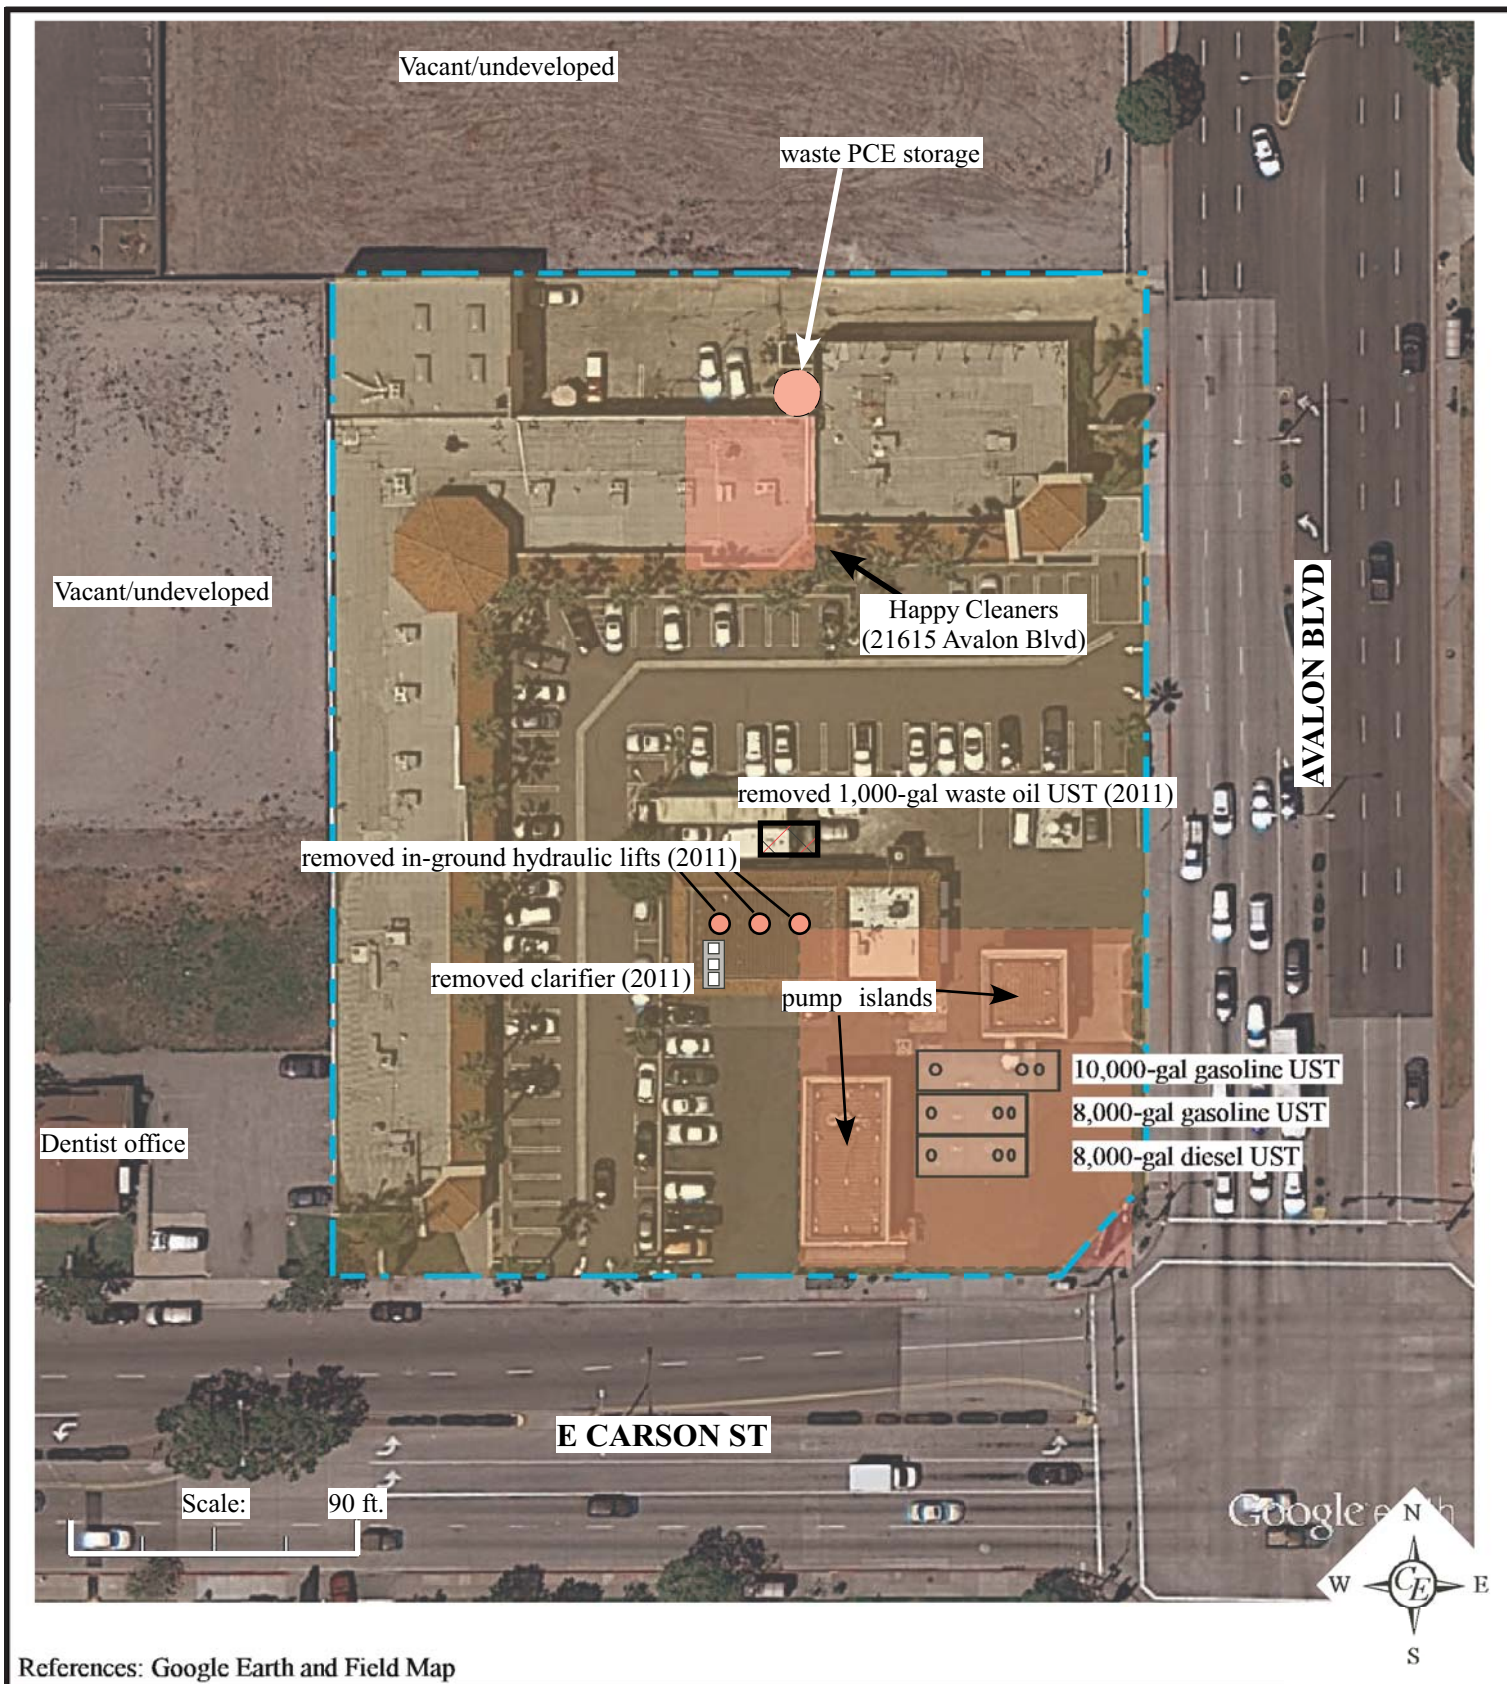 Vacant/undeveloped
waste PCE storage
Vacant/undeveloped
Happy Cleaners
(21615 Avalon Blvd)
AVALON BLVD
removed 1,000-gal waste oil UST (2011)
removed in-ground hydraulic lifts (2011)
removed clarifier (2011)
pump islands
10,000-gal gasoline UST
8,000-gal gasoline UST
8,000-gal diesel UST
Dentist office
E CARSON ST
Scale: 90 ft.
Google earth
N
W CE E
S
References: Google Earth and Field Map